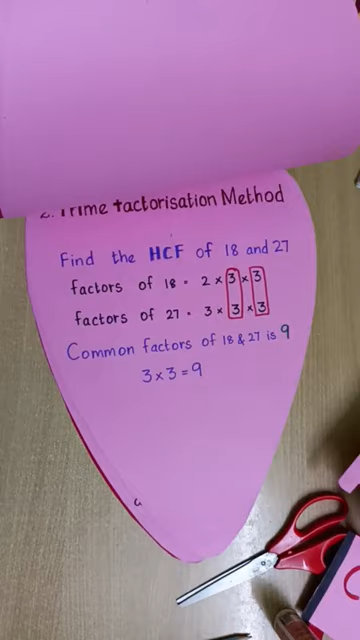 2. Prime factorisation Method
Find the HCF of 18 and 27
factors of 18 = 2 × 3 × 3
factors of 27 = 3 × 3 × 3
Common factors of 18 & 27 is 9
3 × 3 = 9